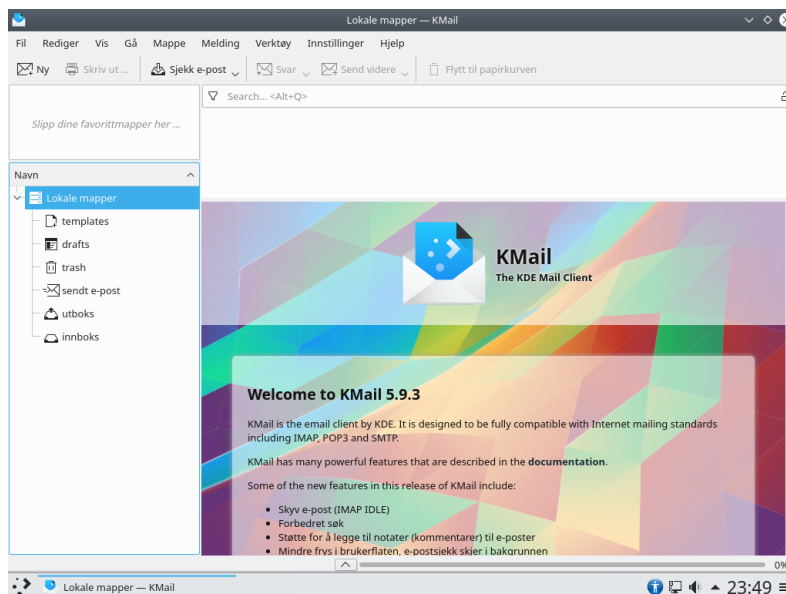 Lokale mapper — KMail
Fil Rediger Vis Gå Mappe Melding Verktøy Innstillinger Hjelp
Ny Skriv ut ... Sjekk e-post Svar Send videre Flytt til papirkurven
Slipp dine favorittmapper her ...
Search... <Alt+Q>
Navn
Lokale mapper
templates
drafts
trash
sendt e-post
utboks
innboks
KMail
The KDE Mail Client
Welcome to KMail 5.9.3
KMail is the email client by KDE. It is designed to be fully compatible with Internet mailing standards
including IMAP, POP3 and SMTP.
KMail has many powerful features that are described in the documentation.
Some of the new features in this release of KMail include:
• Skyv e-post (IMAP IDLE)
• Forbedret søk
• Støtte for å legge til notater (kommentarer) til e-poster
• Mindre frys i brukerflaten, e-postsjekk skjer i bakgrunnen
0%
Lokale mapper — KMail
23:49